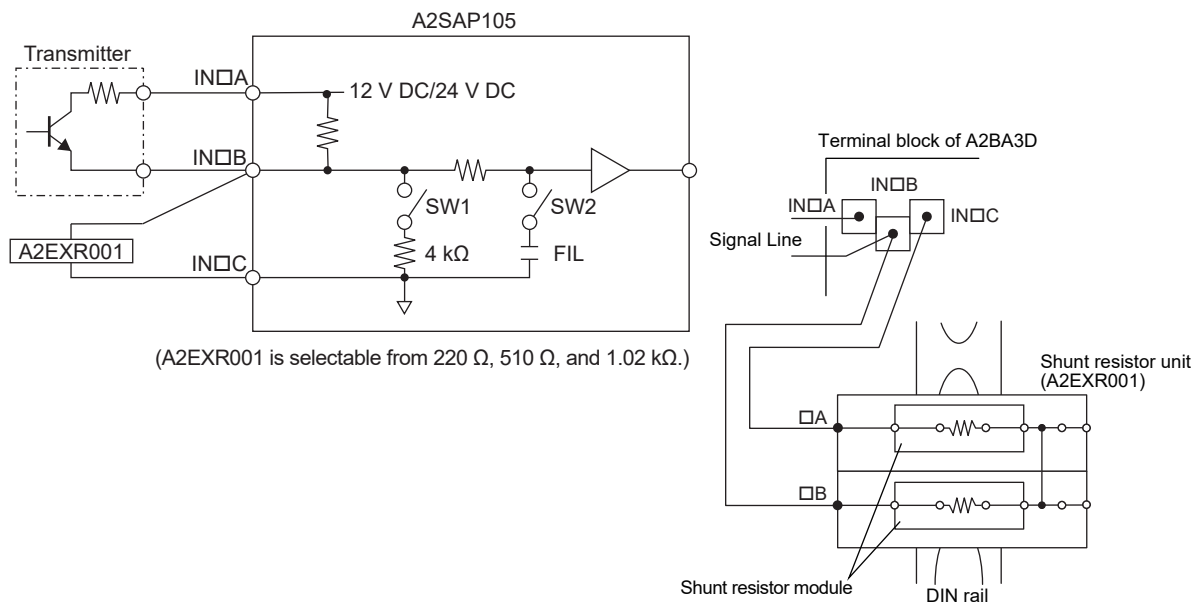 A2SAP105
Transmitter
IN□A
12 V DC/24 V DC
IN□B
SW1
SW2
A2EXR001
4 kΩ
FIL
IN□C
(A2EXR001 is selectable from 220 Ω, 510 Ω, and 1.02 kΩ.)
Terminal block of A2BA3D
IN□B
IN□A
IN□C
Signal Line
Shunt resistor unit
(A2EXR001)
□A
□B
Shunt resistor module
DIN rail